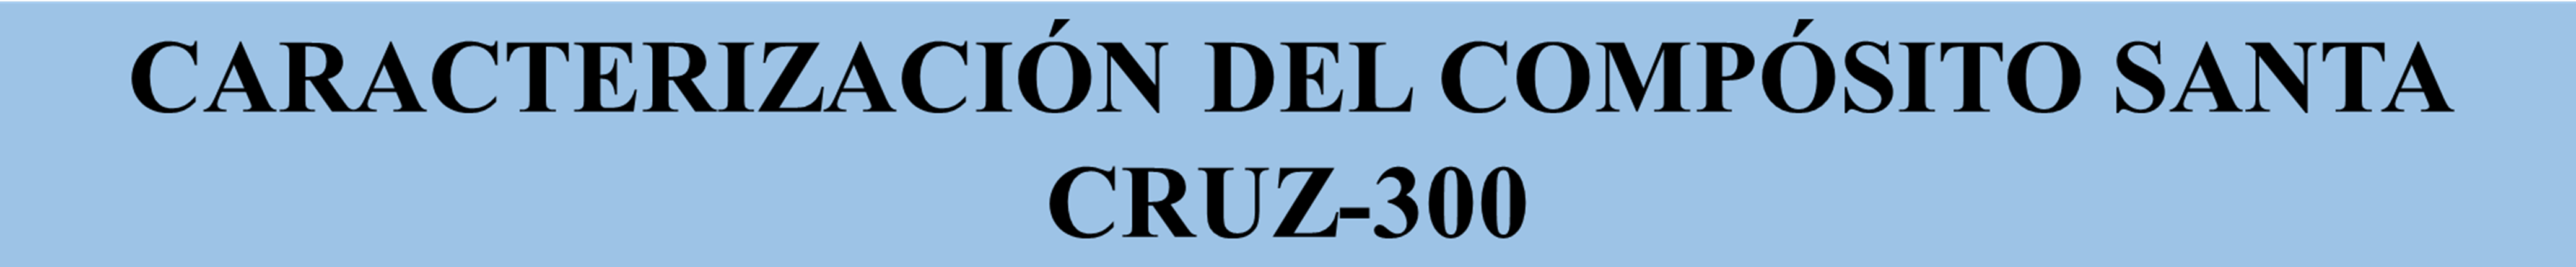 CARACTERIZACIÓN DEL COMPÓSITO SANTA
CRUZ-300